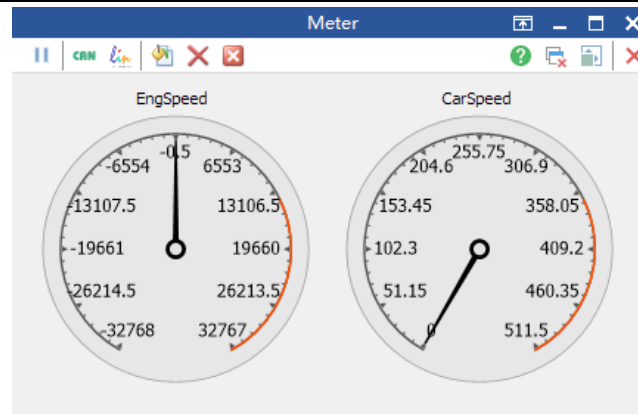 Meter
CAN Lin
EngSpeed CarSpeed
-0.5 255.75
-6554 6553 204.6 306.9
-13107.5 13106.5 153.45 358.05
-19661 19660 102.3 409.2
-26214.5 26213.5 51.15 460.35
-32768 32767 0 511.5